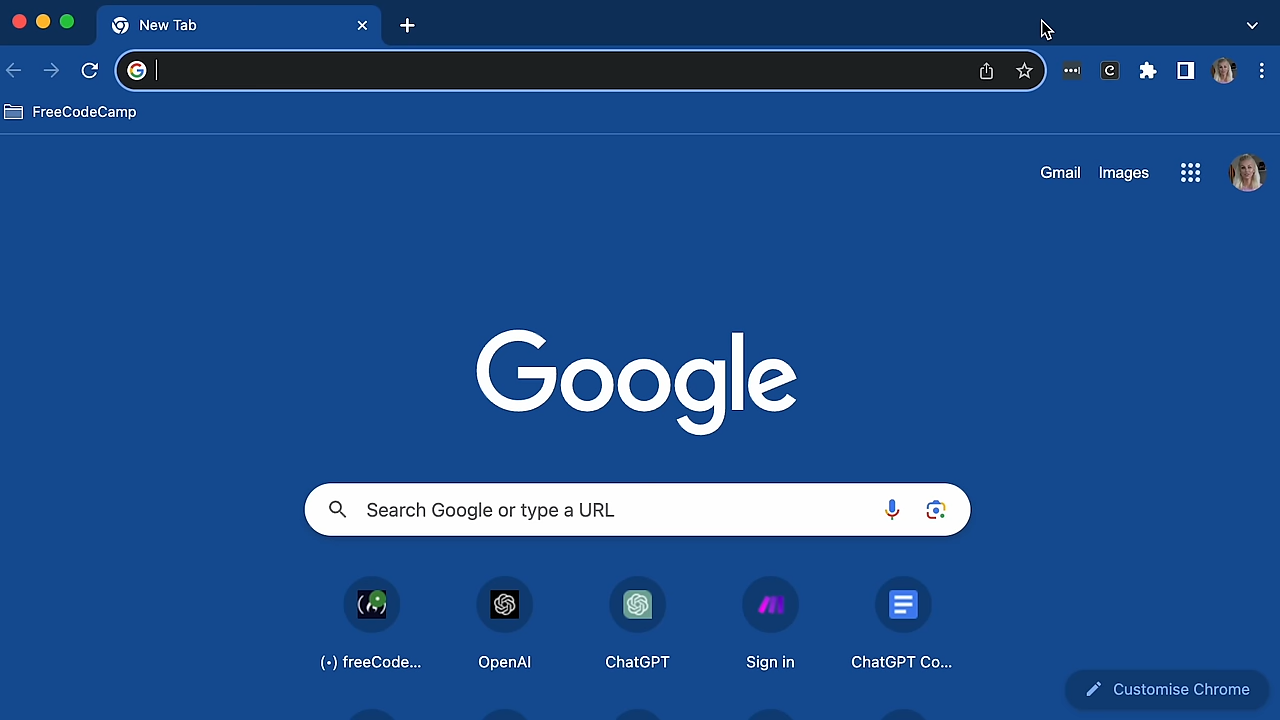 New Tab
FreeCodeCamp
Gmail Images
Google
Search Google or type a URL
(•) freeCode... OpenAI ChatGPT Sign in ChatGPT Co...
Customise Chrome